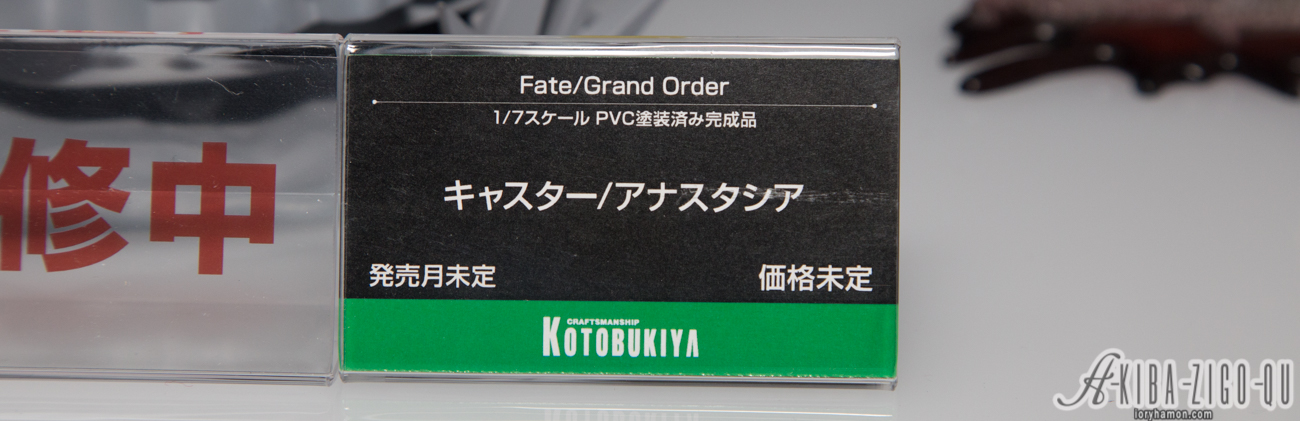 修中
Fate/Grand Order
1/7スケール PVC塗装済み完成品
キャスター/アナスタシア
発売月未定
価格未定
CRAFTSMANSHIP
KOTOBUKIYA
A-KIBA-ZIGO-QU
loryhamon.com